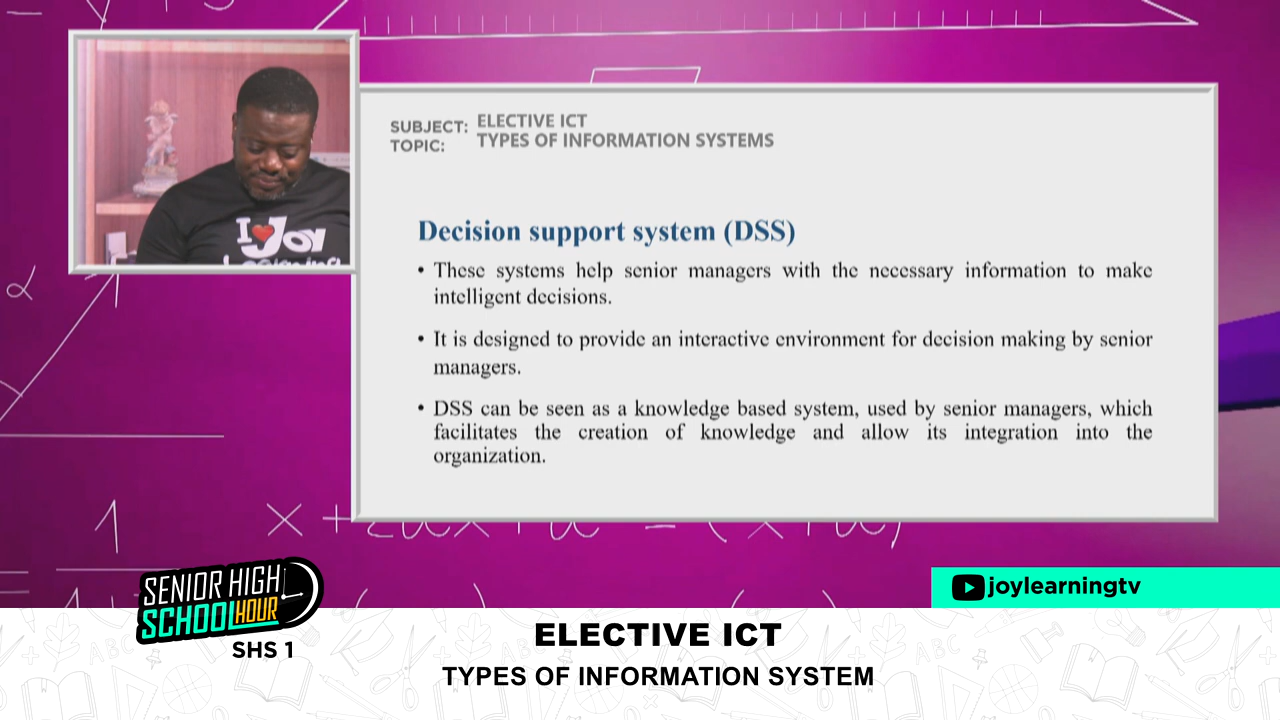 SUBJECT: ELECTIVE ICT
TOPIC: TYPES OF INFORMATION SYSTEMS
I ❤ Joy
Learning
Decision support system (DSS)
• These systems help senior managers with the necessary information to make
intelligent decisions.
• It is designed to provide an interactive environment for decision making by senior
managers.
• DSS can be seen as a knowledge based system, used by senior managers, which
facilitates the creation of knowledge and allow its integration into the
organization.
SENIOR HIGH
SCHOOL HOUR
SHS 1
joylearningtv
ELECTIVE ICT
TYPES OF INFORMATION SYSTEM